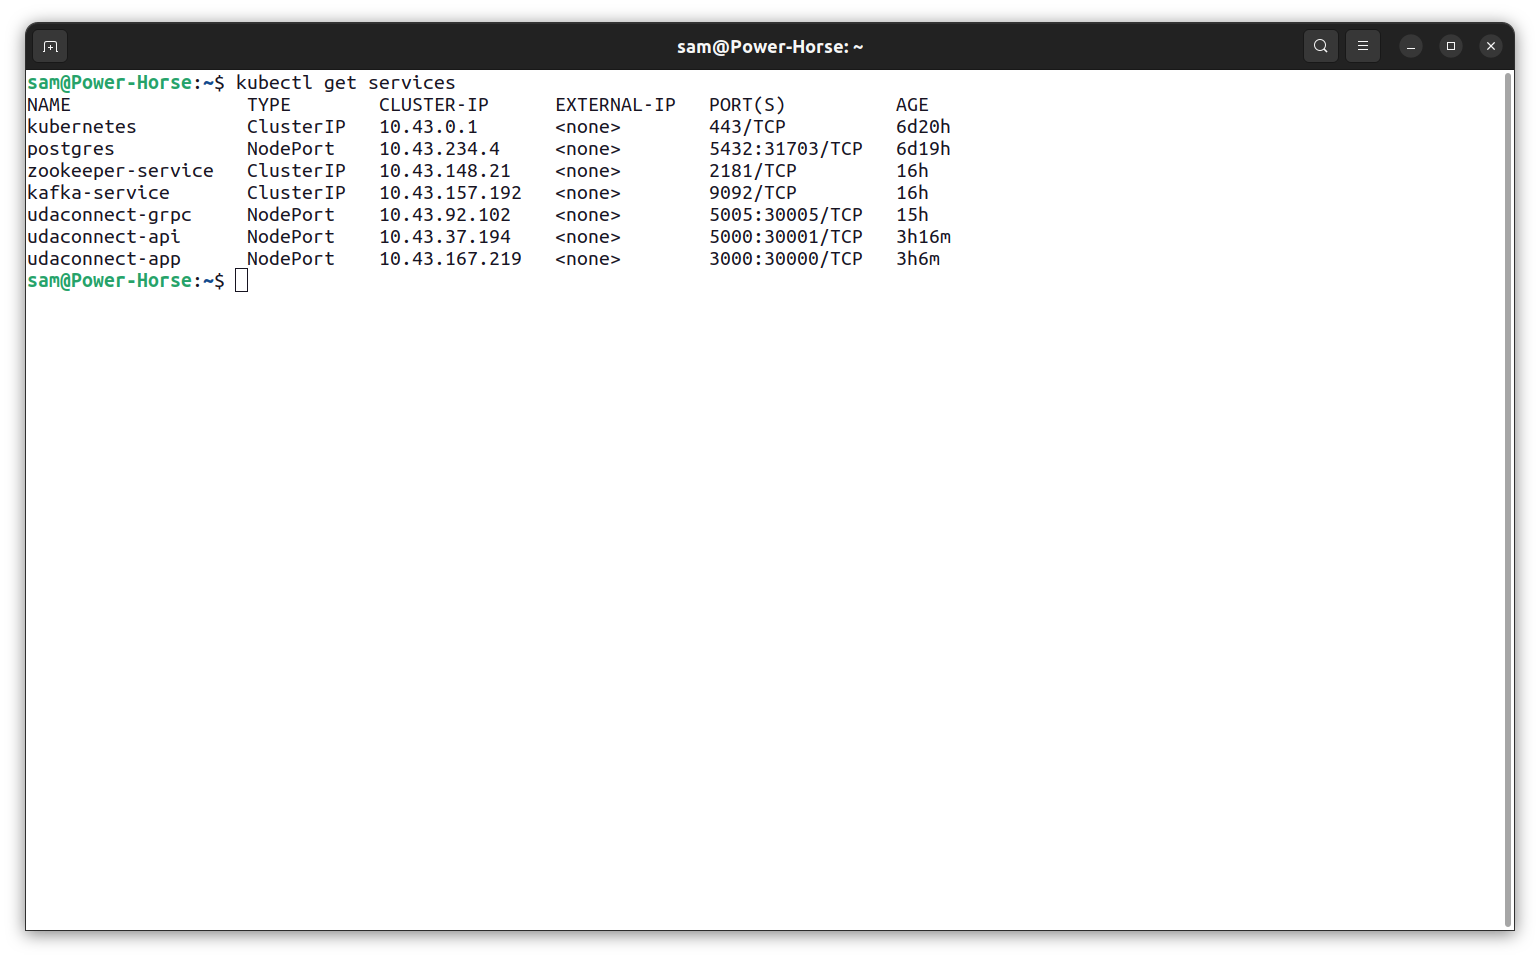 sam@Power-Horse: ~
sam@Power-Horse:~$ kubectl get services
NAME                TYPE        CLUSTER-IP      EXTERNAL-IP   PORT(S)          AGE
kubernetes          ClusterIP   10.43.0.1       <none>        443/TCP          6d20h
postgres            NodePort    10.43.234.4     <none>        5432:31703/TCP   6d19h
zookeeper-service   ClusterIP   10.43.148.21    <none>        2181/TCP         16h
kafka-service       ClusterIP   10.43.157.192   <none>        9092/TCP         16h
udaconnect-grpc     NodePort    10.43.92.102    <none>        5005:30005/TCP   15h
udaconnect-api      NodePort    10.43.37.194    <none>        5000:30001/TCP   3h16m
udaconnect-app      NodePort    10.43.167.219   <none>        3000:30000/TCP   3h6m
sam@Power-Horse:~$